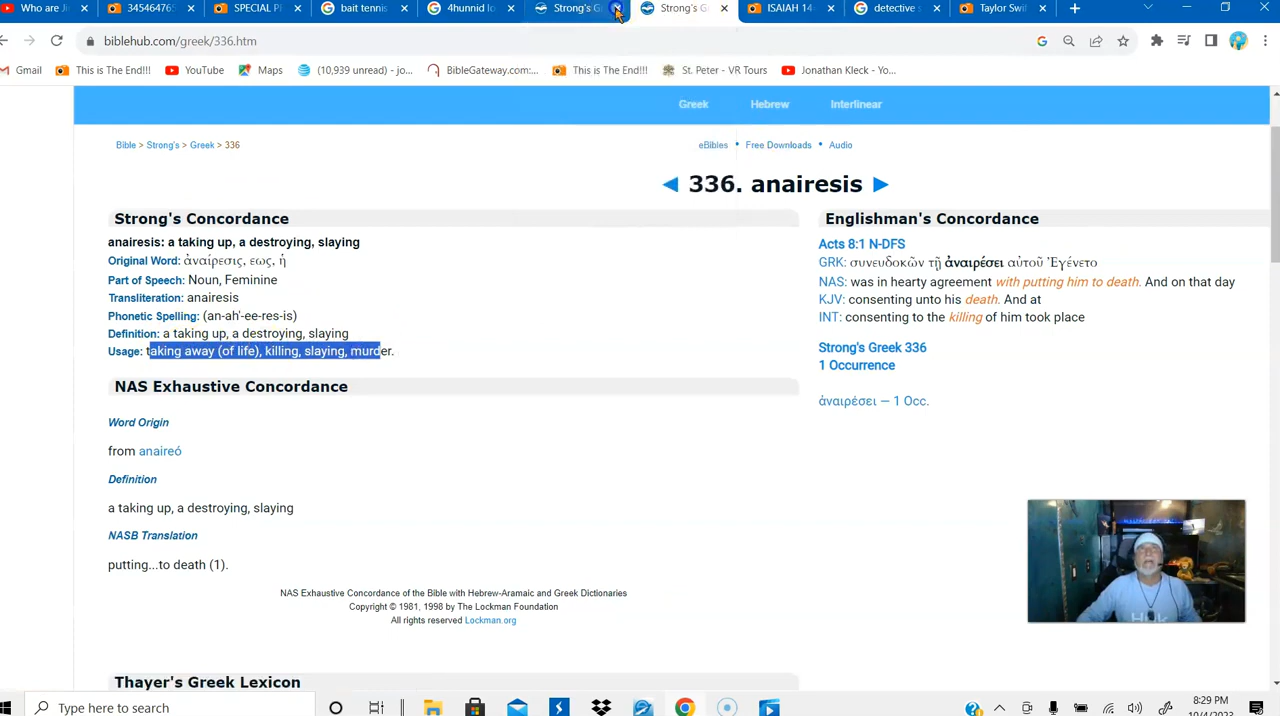 Who are Je
34546476
SPECIAL P
bait tennis
4hunnid lo
Strong's G
Strong's G
ISAIAH 14
detective s
Taylor Swif
biblehub.com/greek/336.htm
Gmail This is The End!!! YouTube Maps (10,939 unread) - jo... BibleGateway.com:... This is The End!!! St. Peter - VR Tours Jonathan Kleck - Yo...
Greek Hebrew Interlinear
Bible > Strong's > Greek > 336
eBibles • Free Downloads • Audio
◄ 336. anairesis ►
Strong's Concordance
anairesis: a taking up, a destroying, slaying
Original Word: ἀναίρεσις, εως, ἡ
Part of Speech: Noun, Feminine
Transliteration: anairesis
Phonetic Spelling: (an-ah'-ee-res-is)
Definition: a taking up, a destroying, slaying
Usage: taking away (of life), killing, slaying, murder.
NAS Exhaustive Concordance
Word Origin
from anaireó
Definition
a taking up, a destroying, slaying
NASB Translation
putting...to death (1).
NAS Exhaustive Concordance of the Bible with Hebrew-Aramaic and Greek Dictionaries
Copyright © 1981, 1998 by The Lockman Foundation
All rights reserved Lockman.org
Thayer's Greek Lexicon
Englishman's Concordance
Acts 8:1 N-DFS
GRK: συνευδοκῶν τῇ ἀναιρέσει αὐτοῦ Ἐγένετο
NAS: was in hearty agreement with putting him to death. And on that day
KJV: consenting unto his death. And at
INT: consenting to the killing of him took place
Strong's Greek 336
1 Occurrence
ἀναιρέσει — 1 Occ.
Type here to search
8:29 PM